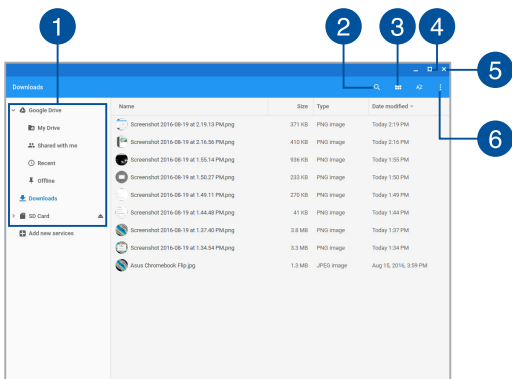 1
2
3
4
5
6
Downloads
AZ
Google Drive
My Drive
Shared with me
Recent
Offline
Downloads
SD Card
Add new services
Name Size Type Date modified
Screenshot 2016-08-19 at 2.19.13 PM.png 371 KB PNG image Today 2:19 PM
Screenshot 2016-08-19 at 2.16.56 PM.png 410 KB PNG image Today 2:16 PM
Screenshot 2016-08-19 at 1.55.14 PM.png 936 KB PNG image Today 1:55 PM
Screenshot 2016-08-19 at 1.50.27 PM.png 233 KB PNG image Today 1:50 PM
Screenshot 2016-08-19 at 1.49.11 PM.png 270 KB PNG image Today 1:49 PM
Screenshot 2016-08-19 at 1.44.48 PM.png 41 KB PNG image Today 1:44 PM
Screenshot 2016-08-19 at 1.37.40 PM.png 3.8 MB PNG image Today 1:37 PM
Screenshot 2016-08-19 at 1.34.54 PM.png 3.3 MB PNG image Today 1:34 PM
Asus Chromebook Flip.jpg 1.3 MB JPEG image Aug 15, 2016, 3:59 PM